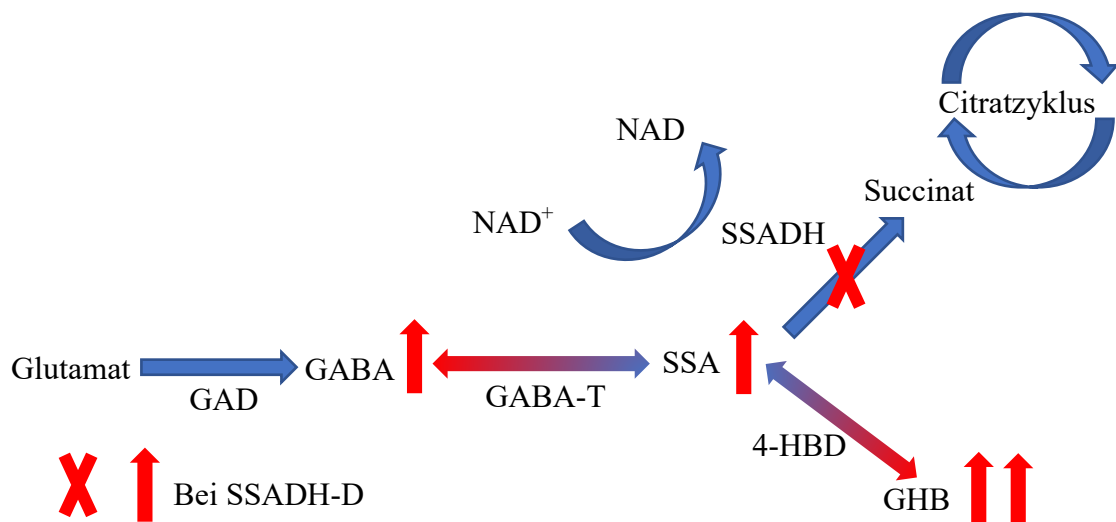 Citratzyklus
NAD
Succinat
NAD⁺
SSADH
Glutamat
GABA
SSA
GAD
GABA-T
4-HBD
Bei SSADH-D
GHB